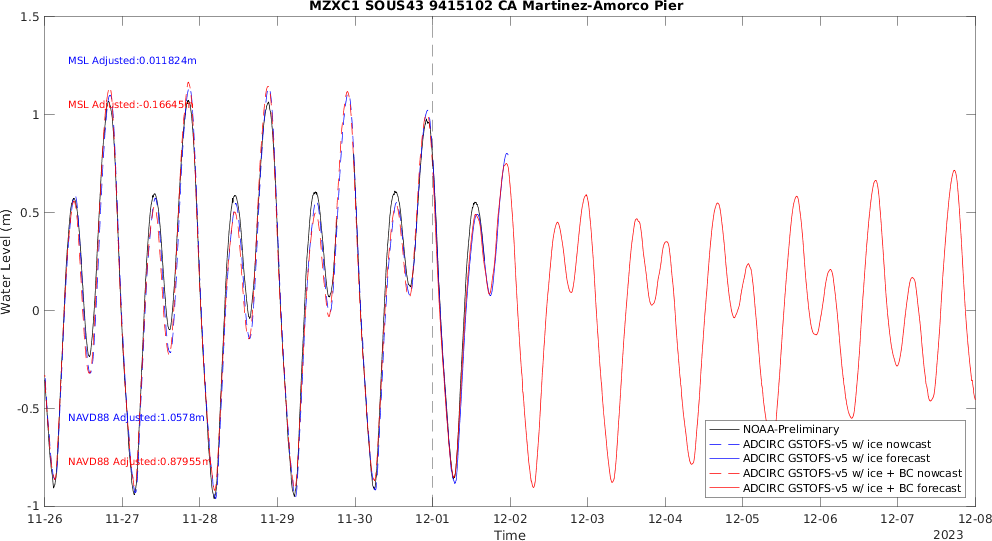 MZXC1 SOUS43 9415102 CA Martinez-Amorco Pier
1.5
1
0.5
0
-0.5
-1
Water Level (m)
MSL Adjusted:0.011824m
MSL Adjusted:-0.16645m
NAVD88 Adjusted:1.0578m
NAVD88 Adjusted:0.87955m
NOAA-Preliminary
ADCIRC GSTOFS-v5 w/ ice nowcast
ADCIRC GSTOFS-v5 w/ ice forecast
ADCIRC GSTOFS-v5 w/ ice + BC nowcast
ADCIRC GSTOFS-v5 w/ ice + BC forecast
11-26 11-27 11-28 11-29 11-30 12-01 12-02 12-03 12-04 12-05 12-06 12-07 12-08
Time
2023